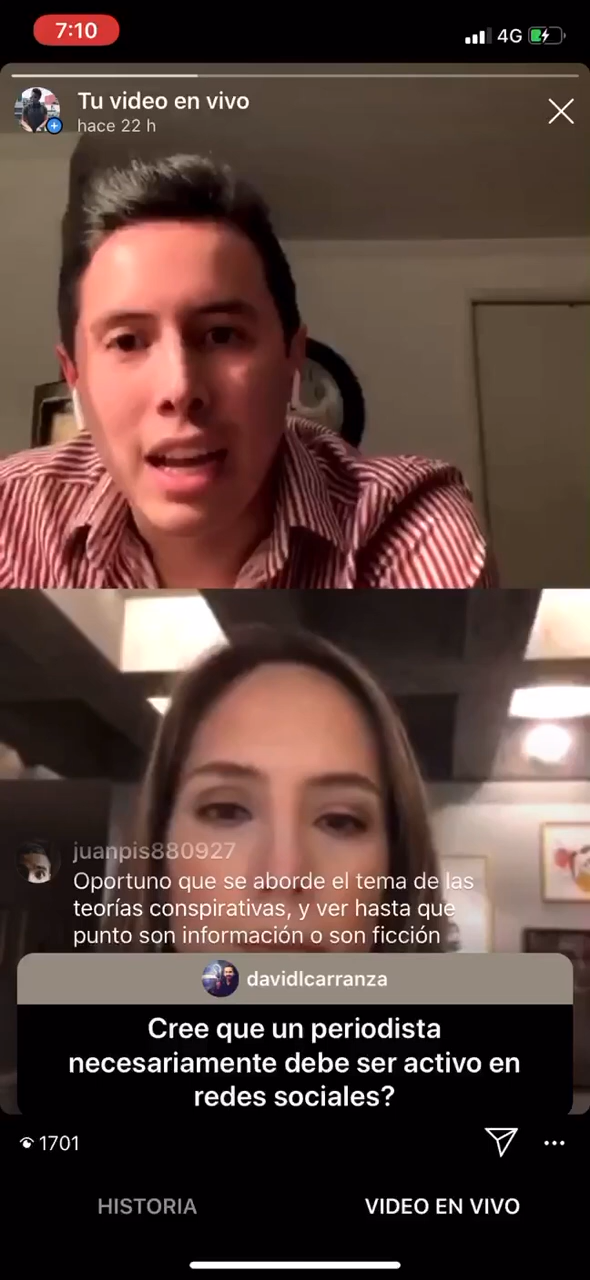 7:10
4G
Tu video en vivo
hace 22 h
juanpis880927
Oportuno que se aborde el tema de las
teorías conspirativas, y ver hasta que
punto son información o son ficción
davidlcarranza
Cree que un periodista
necesariamente debe ser activo en
redes sociales?
1701
HISTORIA
VIDEO EN VIVO